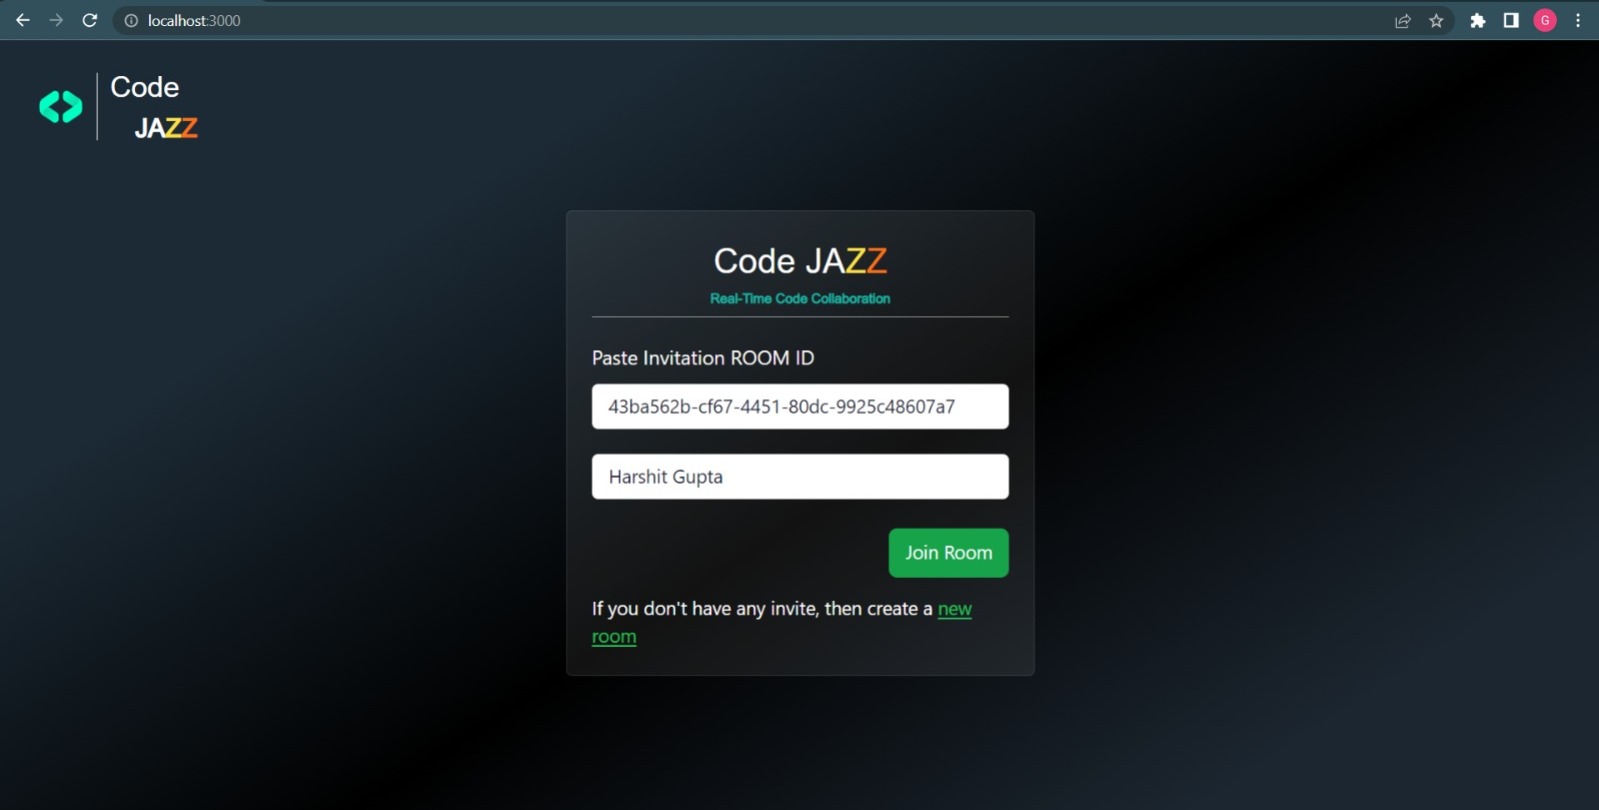 localhost:3000
G
Code
JAZZ
Code JAZZ
Real-Time Code Collaboration
Paste Invitation ROOM ID
43ba562b-cf67-4451-80dc-9925c48607a7
Harshit Gupta
Join Room
If you don't have any invite, then create a new
room